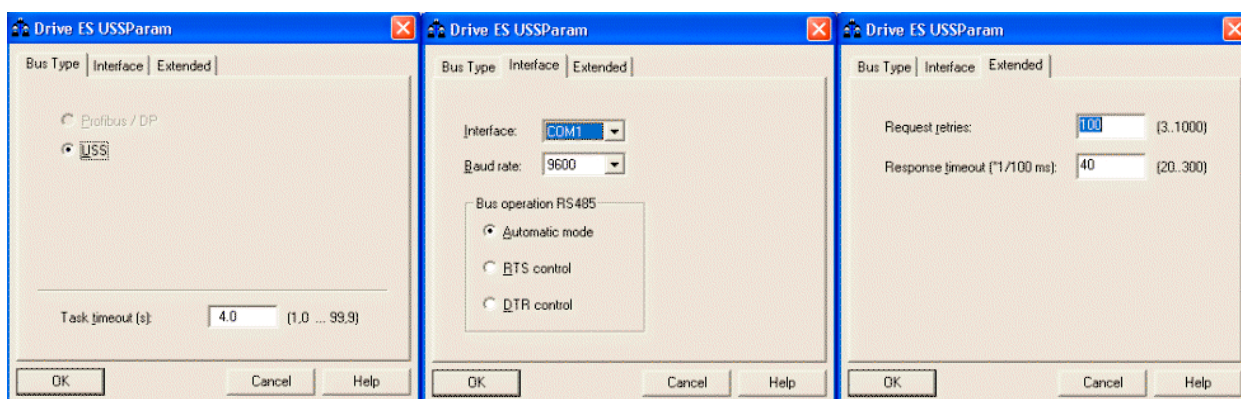 Drive ES USSParam
Bus Type Interface Extended
Profibus / DP
USS
Task timeout (s): 4.0 (1,0 ... 99,9)
OK Cancel Help
Drive ES USSParam
Bus Type Interface Extended
Interface: COM1
Baud rate: 9600
Bus operation RS485
Automatic mode
RTS control
DTR control
OK Cancel Help
Drive ES USSParam
Bus Type Interface Extended
Request retries: 100 (3..1000)
Response timeout (*1/100 ms): 40 (20..300)
OK Cancel Help